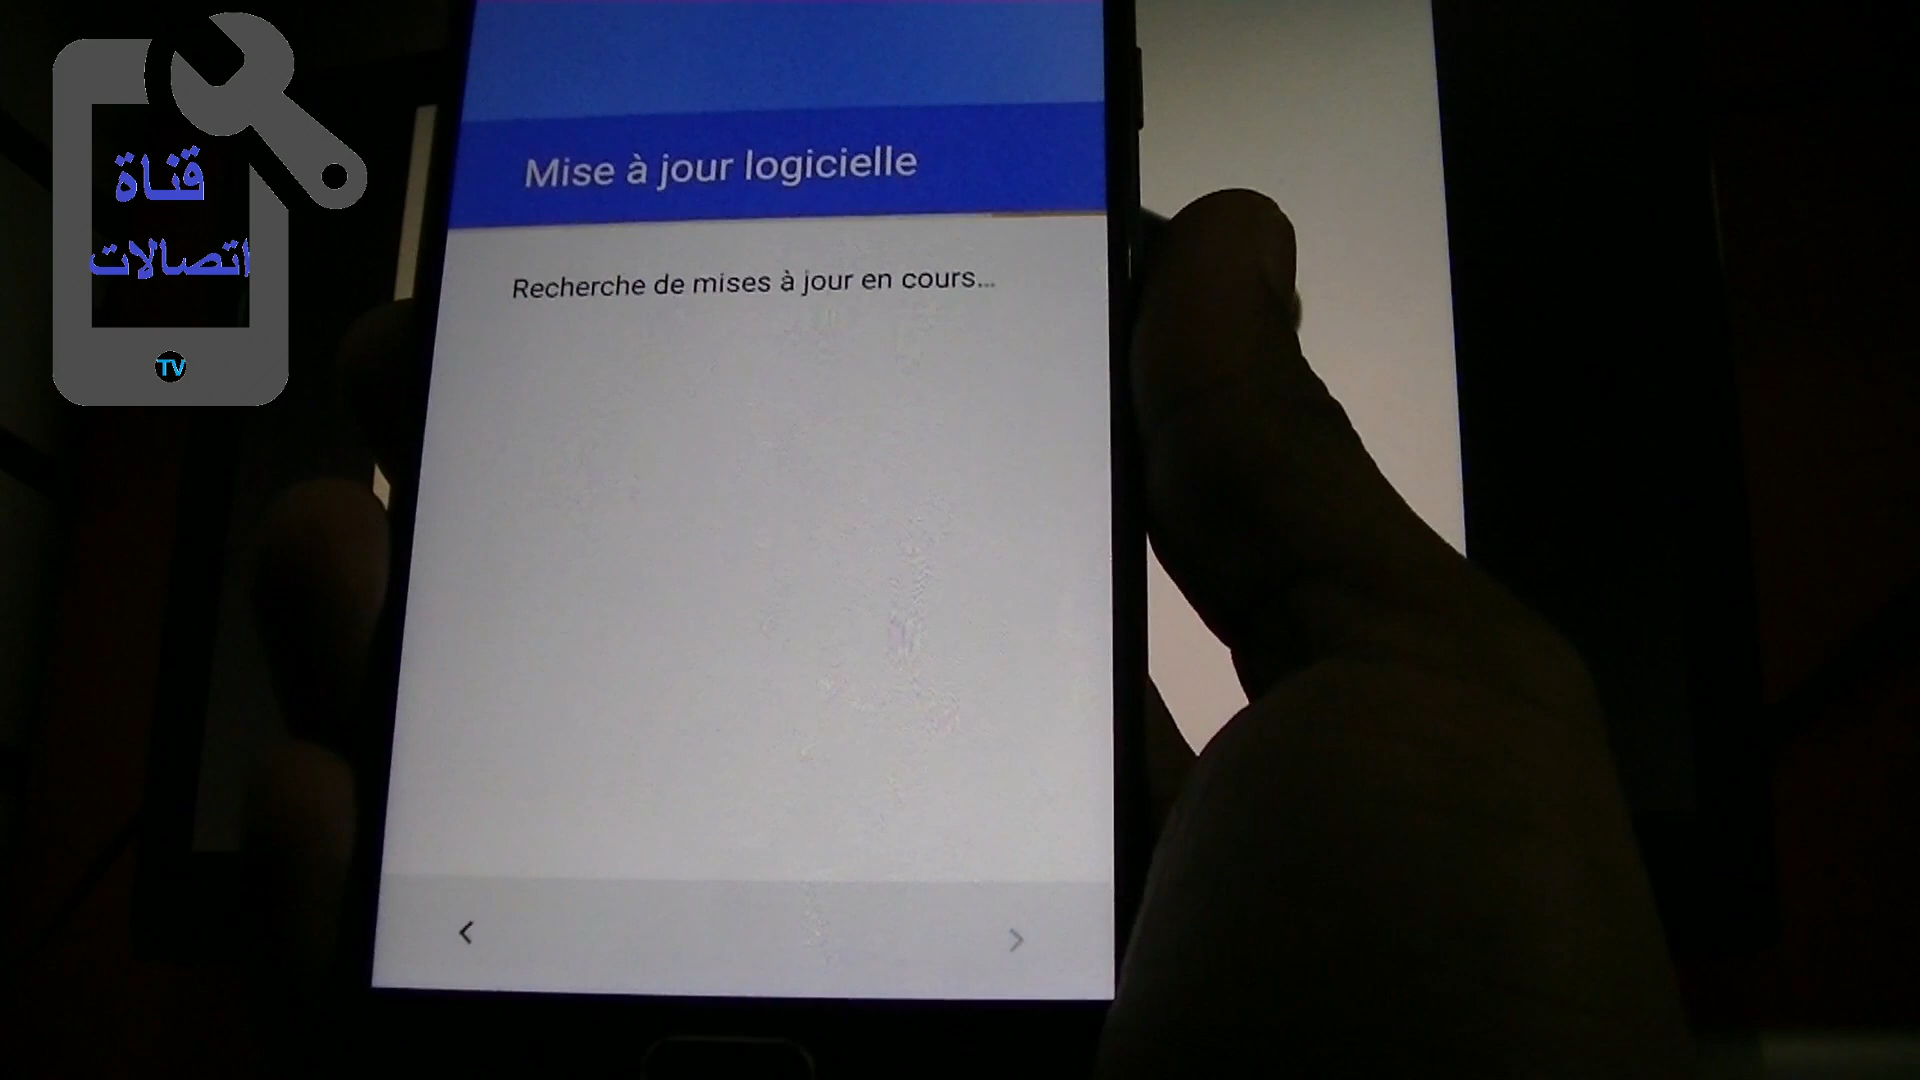 قناة
اتصالات
TV
Mise à jour logicielle
Recherche de mises à jour en cours...